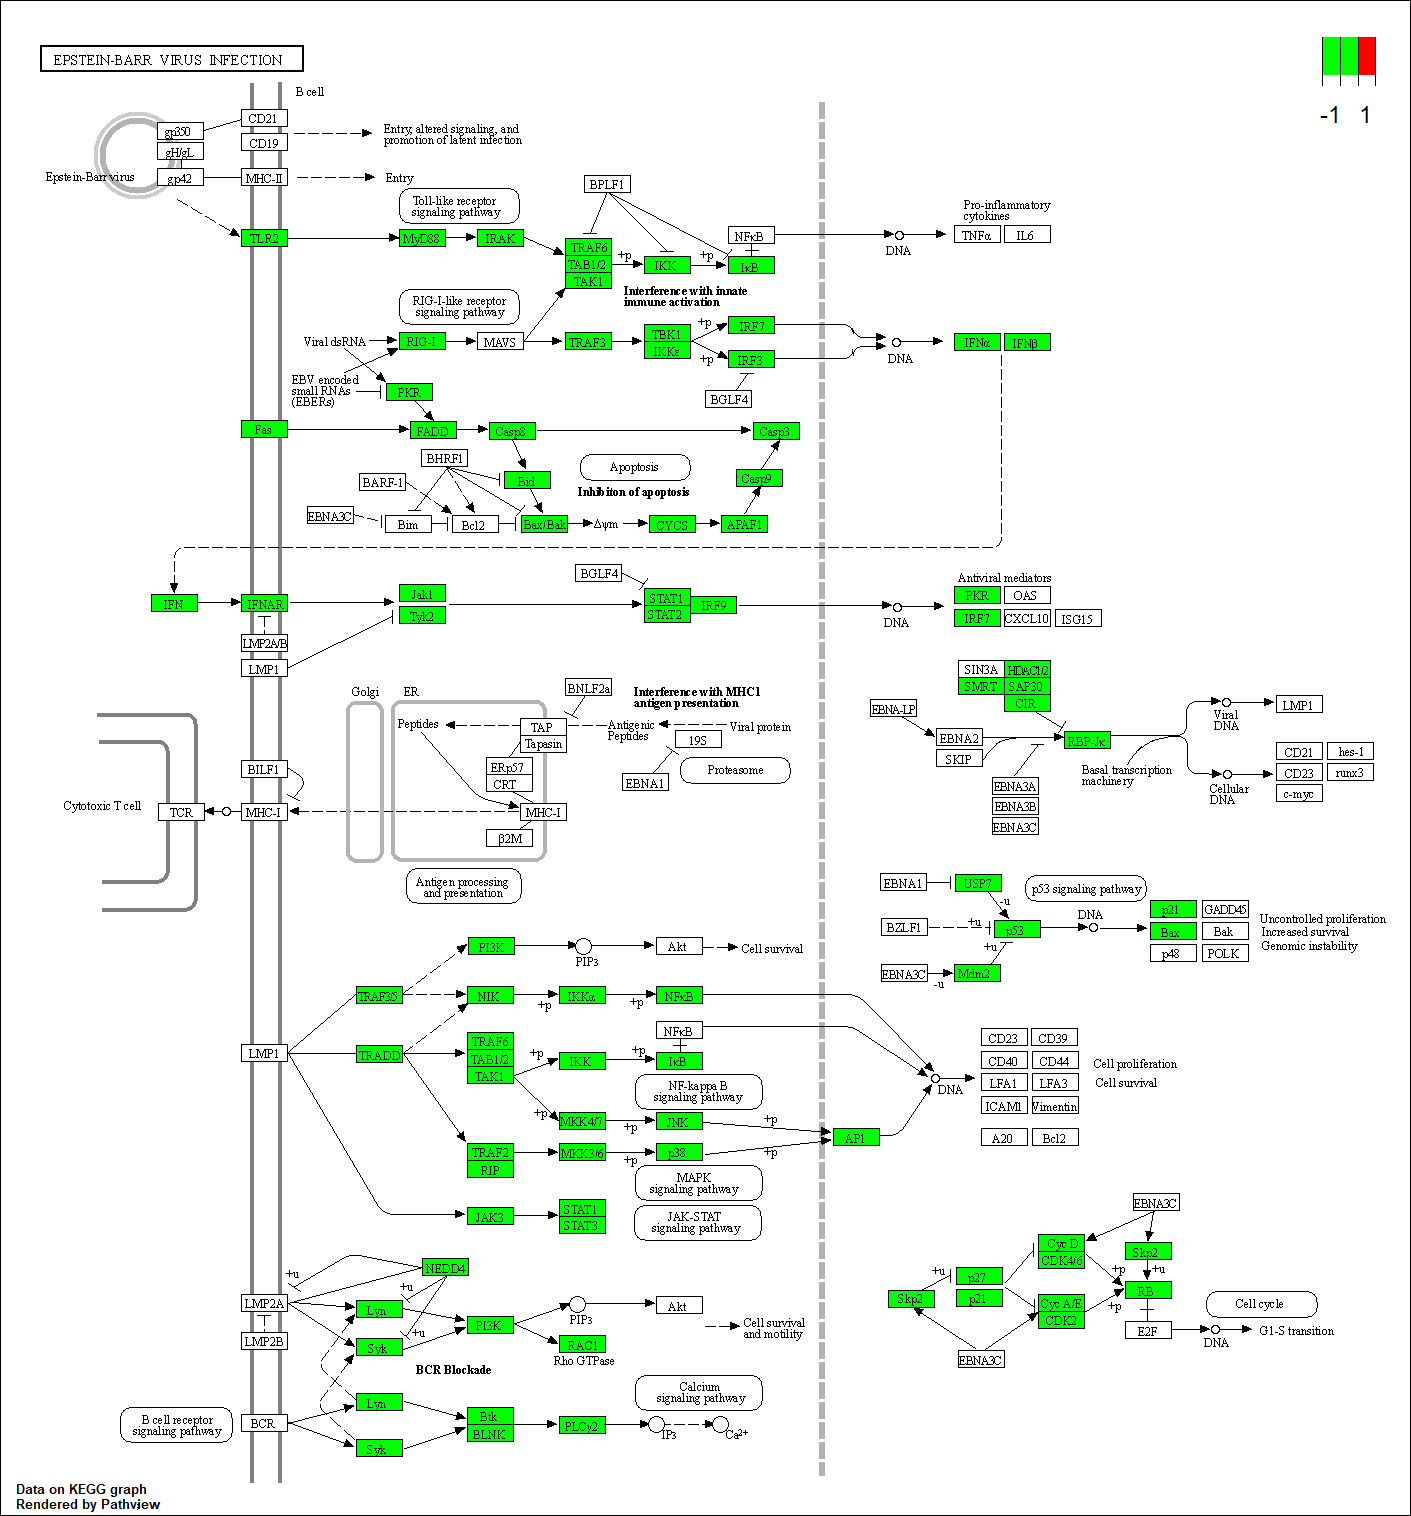 EPSTEIN-BARR VIRUS INFECTION
-1 1
B cell
gp350
gH/gL
gp42
Epstein-Barr virus
CD21
CD19
MHC-II
Entry, altered signaling, and
promotion of latent infection
Entry
Toll-like receptor
signaling pathway
BPLF1
TLR2
MyD88
IRAK
TRAF6
TAB1/2
TAK1
+p
IKK
+p
NFκB
IκB
DNA
Pro-inflammatory
cytokines
TNFα
IL6
Interference with innate
immune activation
RIG-I-like receptor
signaling pathway
Viral dsRNA
RIG-I
MAVS
TRAF3
TBK1
IKKε
+p
+p
IRF7
IRF3
BGLF4
DNA
IFNα
IFNβ
EBV encoded
small RNAs
(EBERs)
PKR
Fas
FADD
Casp8
Casp3
BHRF1
Apoptosis
Inhibiton of apoptosis
BARF-1
Bid
Casp9
EBNA3C
Bim
Bcl2
Bax/Bak
Δψm
CYCS
APAF1
IFN
IFNAR
LMP2A/B
LMP1
Jak1
Tyk2
BGLF4
STAT1
STAT2
IRF9
DNA
Antiviral mediators
PKR
OAS
IRF7
CXCL10
ISG15
Golgi
ER
BNLF2a
Interference with MHC1
antigen presentation
Peptides
TAP
Tapasin
Antigenic
Peptides
Viral protein
19S
EBNA1
Proteasome
ERp57
CRT
MHC-I
β2M
BILF1
Cytotoxic T cell
TCR
MHC-I
Antigen processing
and presentation
SIN3A
HDAC1/2
SMRT
SAP30
CIR
EBNA-LP
EBNA2
SKIP
RBP-Jκ
EBNA3A
EBNA3B
EBNA3C
Basal transcription
machinery
Viral
DNA
LMP1
Cellular
DNA
CD21
hes-1
CD23
runx3
c-myc
EBNA1
USP7
p53 signaling pathway
-u
BZLF1
+u
p53
+u
EBNA3C
-u
Mdm2
DNA
p21
GADD45
Bax
Bak
p48
POLK
Uncontrolled proliferation
Increased survival
Genomic instability
PI3K
PIP3
Akt
Cell survival
TRAF3/5
NIK
+p
IKKα
+p
NFκB
LMP1
TRADD
TRAF6
TAB1/2
TAK1
+p
IKK
+p
NFκB
IκB
NF-kappa B
signaling pathway
+p
MKK4/7
+p
JNK
+p
TRAF2
RIP
MKK3/6
+p
p38
+p
AP1
MAPK
signaling pathway
JAK3
STAT1
STAT3
JAK-STAT
signaling pathway
DNA
CD23
CD39
CD40
CD44
LFA1
LFA3
ICAM1
Vimentin
A20
Bcl2
Cell proliferation
Cell survival
NEDD4
+u
LMP2A
LMP2B
Lyn
Syk
+u
PI3K
PIP3
Akt
RAC1
Rho GTPase
Cell survival
and motility
BCR Blockade
B cell receptor
signaling pathway
BCR
Lyn
Syk
Btk
BLNK
PLCγ2
IP3
Ca2+
Calcium
signaling pathway
EBNA3C
Cyc D
CDK4/6
Skp2
+p
+u
+u
p27
p21
Skp2
Cyc A/E
CDK2
+p
RB
E2F
EBNA3C
Cell cycle
DNA
G1-S transition
Data on KEGG graph
Rendered by Pathview